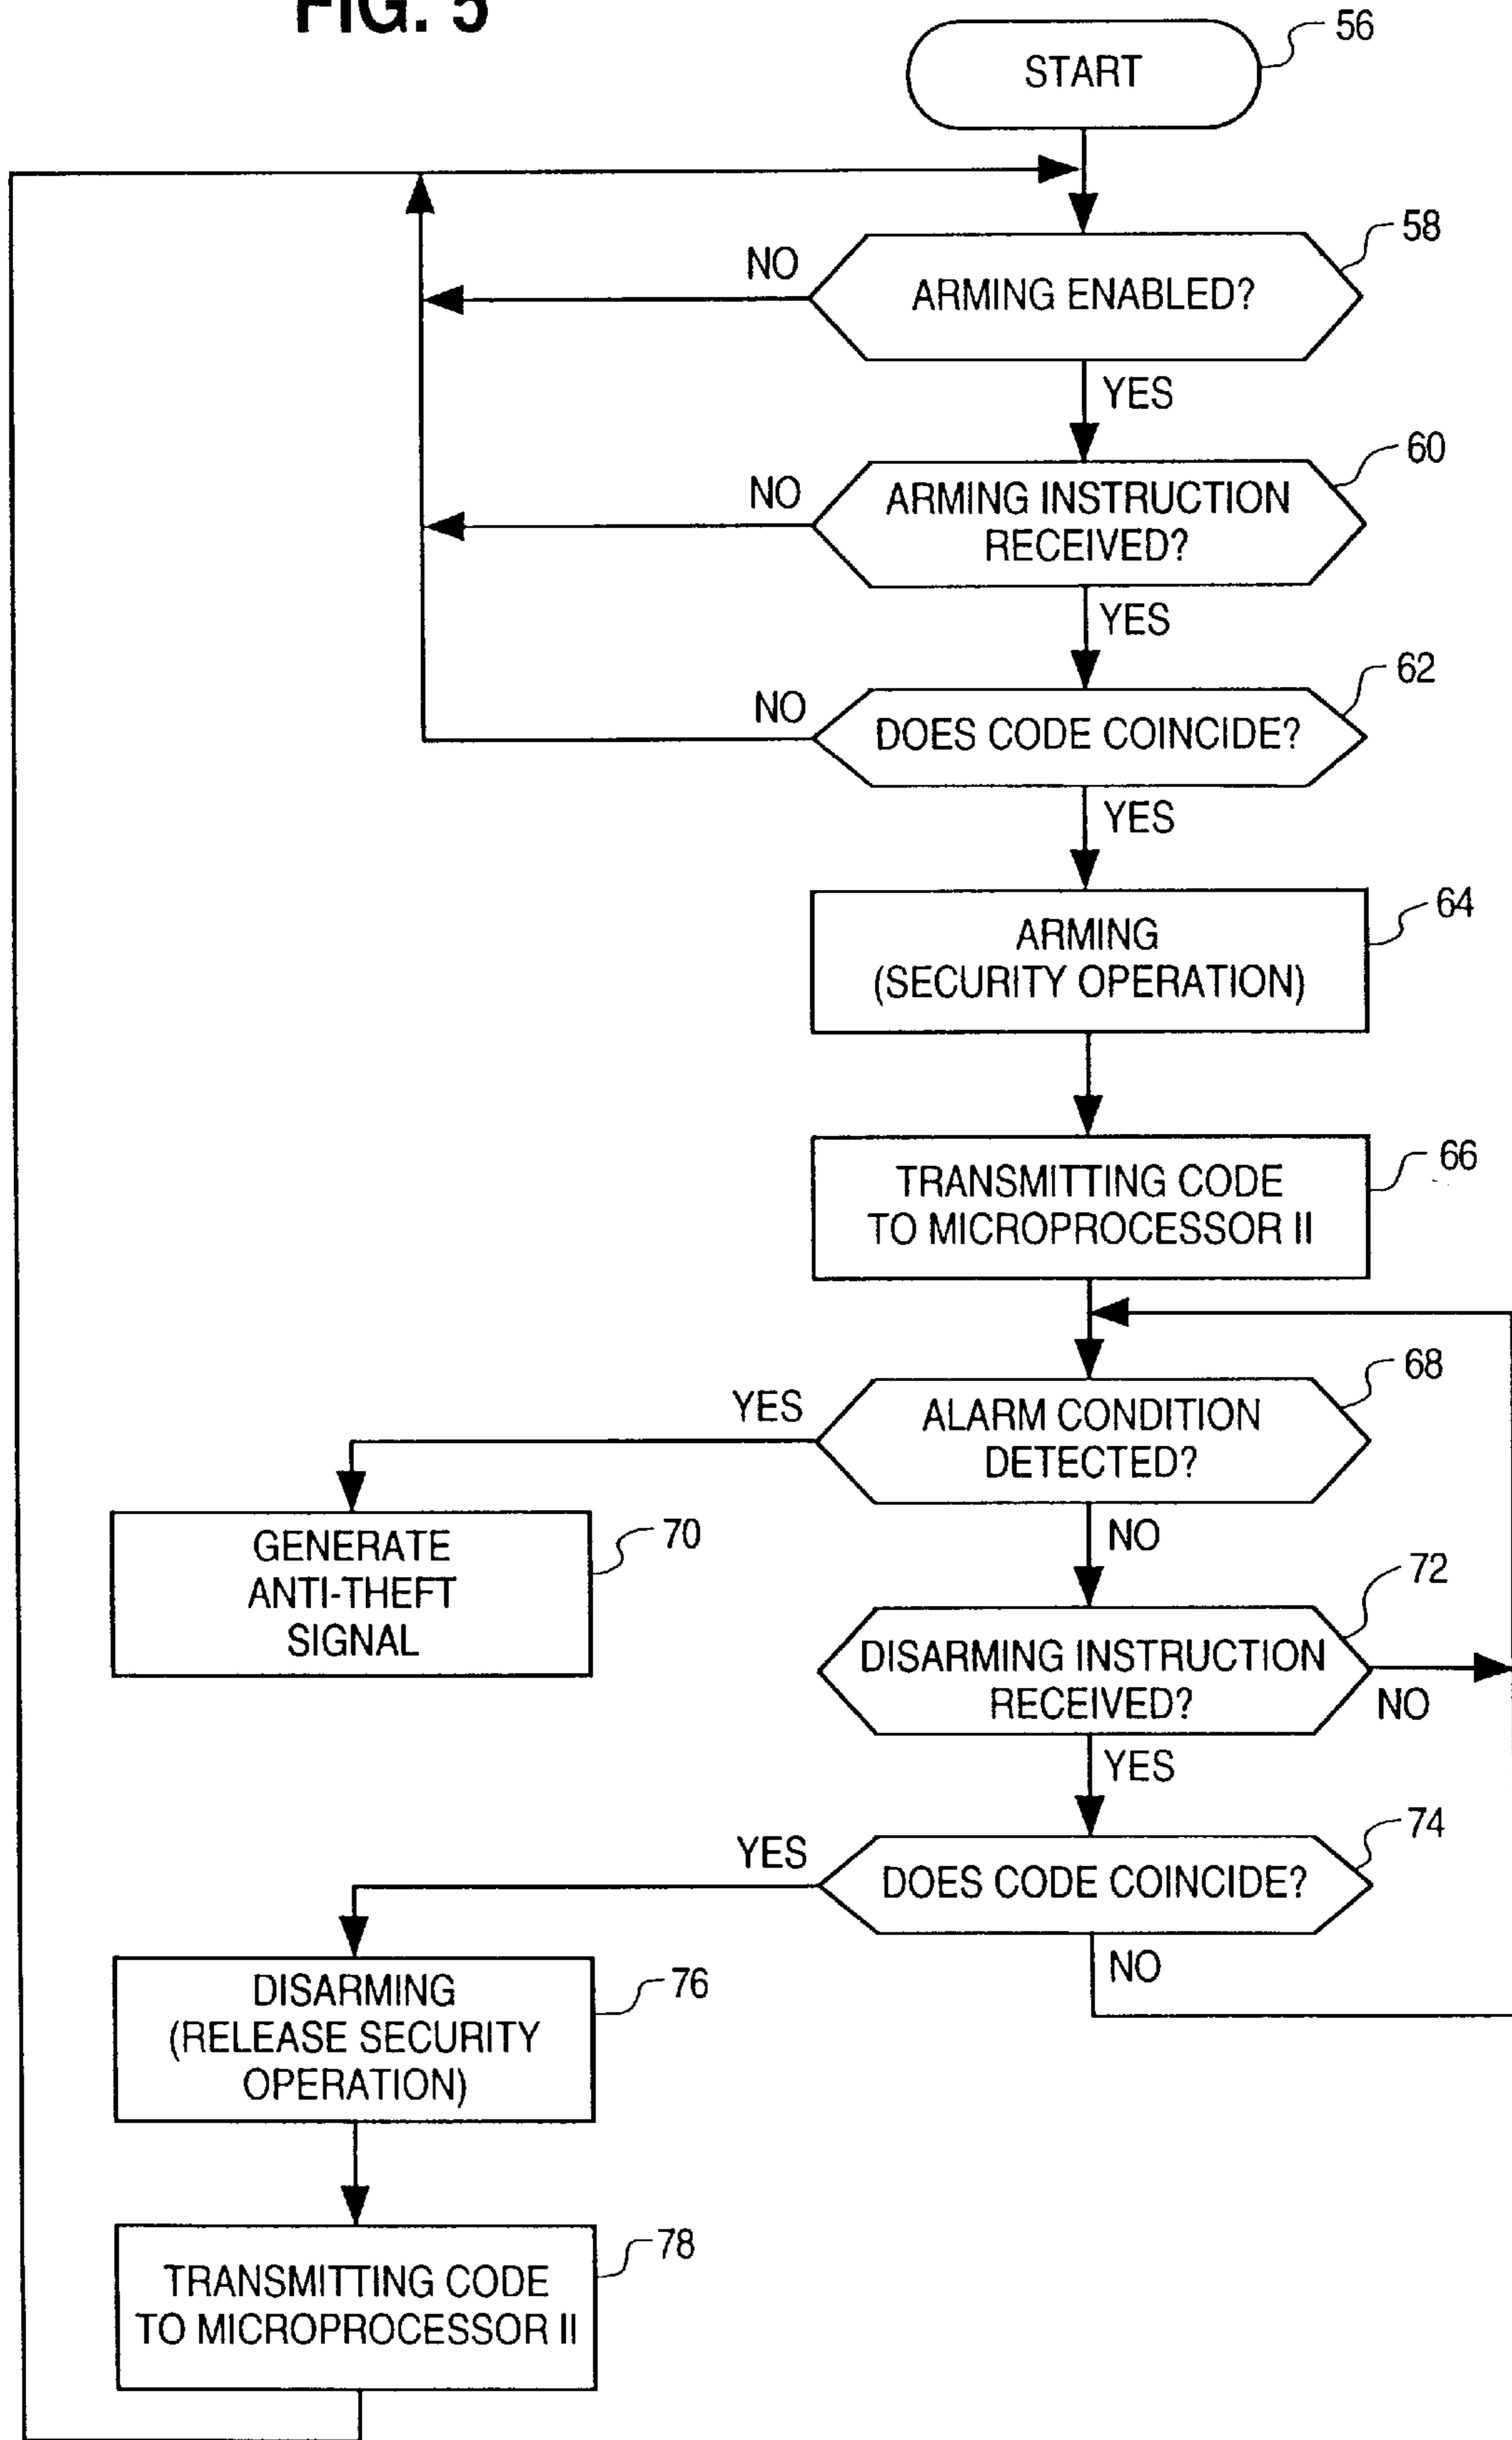 FIG. 5
START
56
ARMING ENABLED?
58
NO
YES
ARMING INSTRUCTION
RECEIVED?
60
NO
YES
DOES CODE COINCIDE?
62
NO
YES
ARMING
(SECURITY OPERATION)
64
TRANSMITTING CODE
TO MICROPROCESSOR II
66
ALARM CONDITION
DETECTED?
68
YES
NO
GENERATE
ANTI-THEFT
SIGNAL
70
DISARMING INSTRUCTION
RECEIVED?
72
NO
YES
DOES CODE COINCIDE?
74
YES
NO
DISARMING
(RELEASE SECURITY
OPERATION)
76
TRANSMITTING CODE
TO MICROPROCESSOR II
78